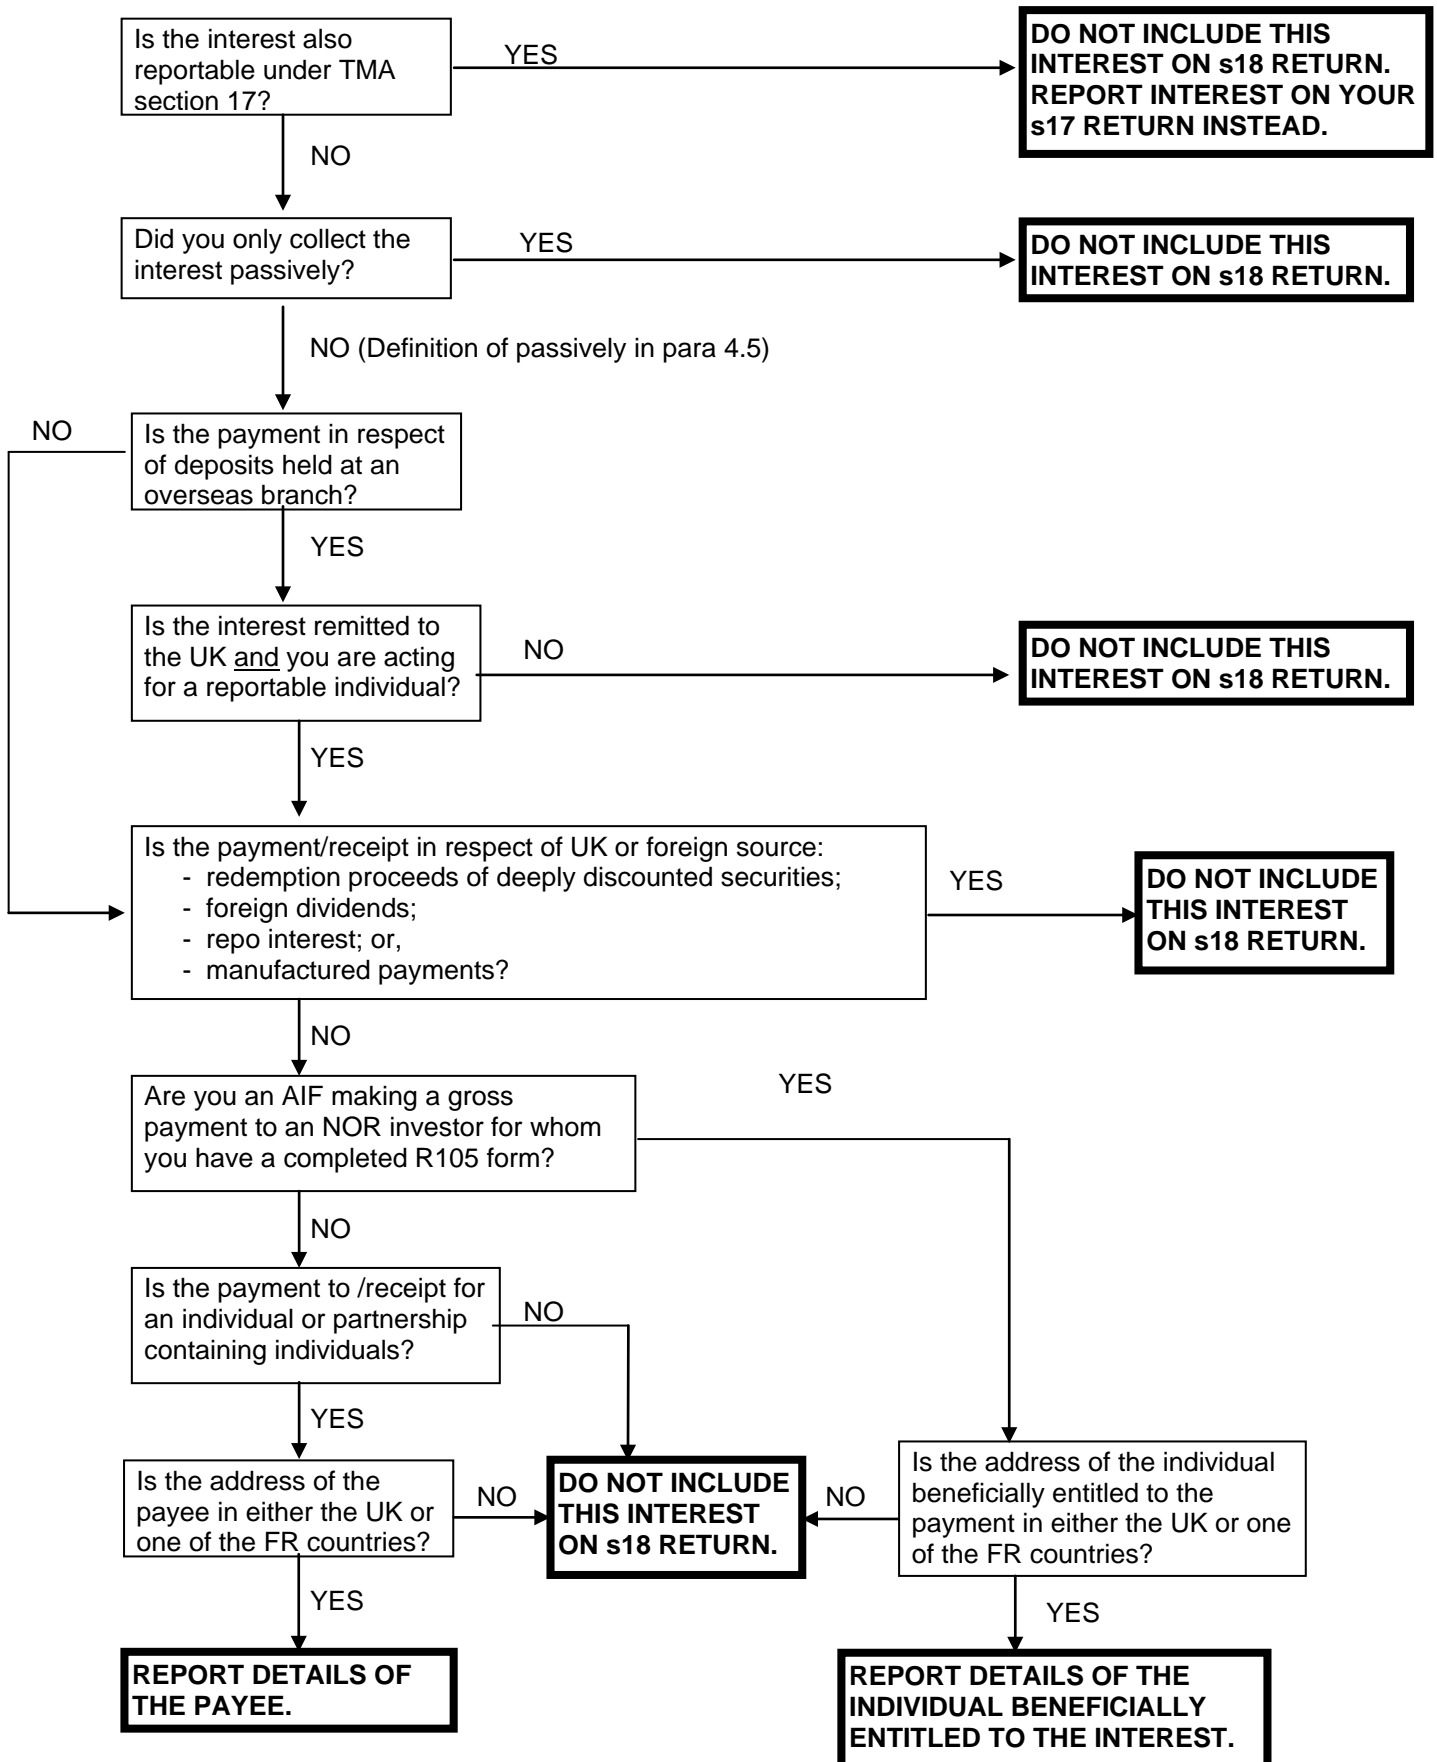 Is the interest also
reportable under TMA
section 17?
YES
DO NOT INCLUDE THIS
INTEREST ON s18 RETURN.
REPORT INTEREST ON YOUR
s17 RETURN INSTEAD.
NO
Did you only collect the
interest passively?
YES
DO NOT INCLUDE THIS
INTEREST ON s18 RETURN.
NO (Definition of passively in para 4.5)
NO
Is the payment in respect
of deposits held at an
overseas branch?
YES
Is the interest remitted to
the UK and you are acting
for a reportable individual?
NO
DO NOT INCLUDE THIS
INTEREST ON s18 RETURN.
YES
Is the payment/receipt in respect of UK or foreign source:
- redemption proceeds of deeply discounted securities;
- foreign dividends;
- repo interest; or,
- manufactured payments?
YES
DO NOT INCLUDE
THIS INTEREST
ON s18 RETURN.
NO
Are you an AIF making a gross
payment to an NOR investor for whom
you have a completed R105 form?
YES
NO
Is the payment to /receipt for
an individual or partnership
containing individuals?
NO
YES
Is the address of the
payee in either the UK or
one of the FR countries?
NO
DO NOT INCLUDE
THIS INTEREST
ON s18 RETURN.
NO
Is the address of the individual
beneficially entitled to the
payment in either the UK or one
of the FR countries?
YES
YES
REPORT DETAILS OF
THE PAYEE.
REPORT DETAILS OF THE
INDIVIDUAL BENEFICIALLY
ENTITLED TO THE INTEREST.